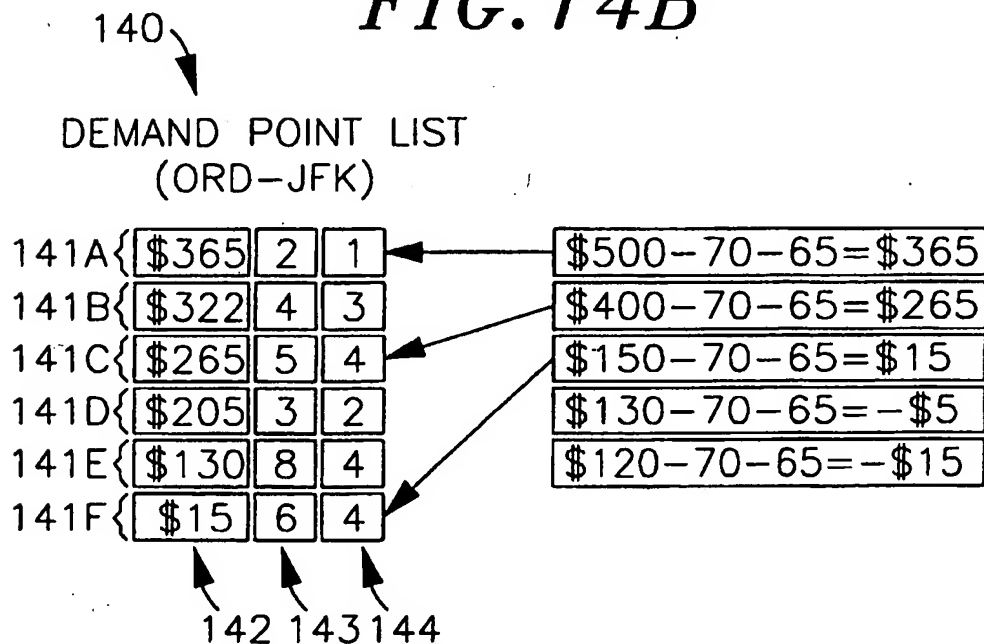 FIG. 14B
140
DEMAND POINT LIST
(ORD-JFK)
141A{ $365 2 1
141B{ $322 4 3
141C{ $265 5 4
141D{ $205 3 2
141E{ $130 8 4
141F{ $15 6 4
$500-70-65=$365
$400-70-65=$265
$150-70-65=$15
$130-70-65=-$5
$120-70-65=-$15
142 143 144